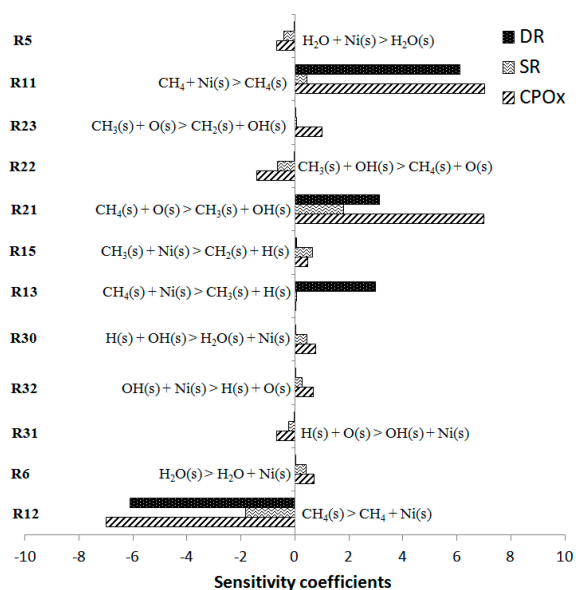 DR
SR
CPOx
R5 H₂O + Ni(s) > H₂O(s)
R11 CH₄ + Ni(s) > CH₄(s)
R23 CH₃(s) + O(s) > CH₂(s) + OH(s)
R22 CH₃(s) + OH(s) > CH₄(s) + O(s)
R21 CH₄(s) + O(s) > CH₃(s) + OH(s)
R15 CH₃(s) + Ni(s) > CH₂(s) + H(s)
R13 CH₄(s) + Ni(s) > CH₃(s) + H(s)
R30 H(s) + OH(s) > H₂O(s) + Ni(s)
R32 OH(s) + Ni(s) > H(s) + O(s)
R31 H(s) + O(s) > OH(s) + Ni(s)
R6 H₂O(s) > H₂O + Ni(s)
R12 CH₄(s) > CH₄ + Ni(s)
-10 -8 -6 -4 -2 0 2 4 6 8 10
Sensitivity coefficients